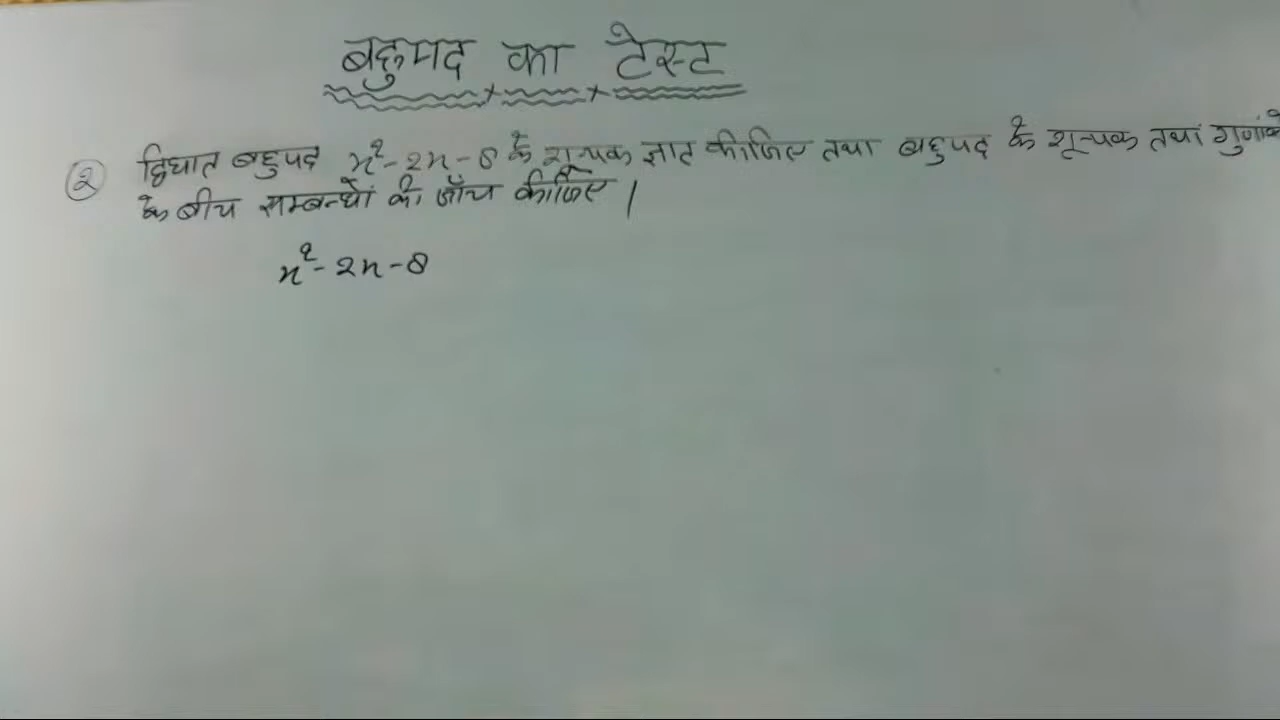 बहुपद का टेस्ट
② द्विघात बहुपद x²-2x-8 के शून्यक ज्ञात कीजिए तथा बहुपद के शून्यक तथा गुणांक
के बीच सम्बन्धों की जाँच कीजिए।
x²-2x-8